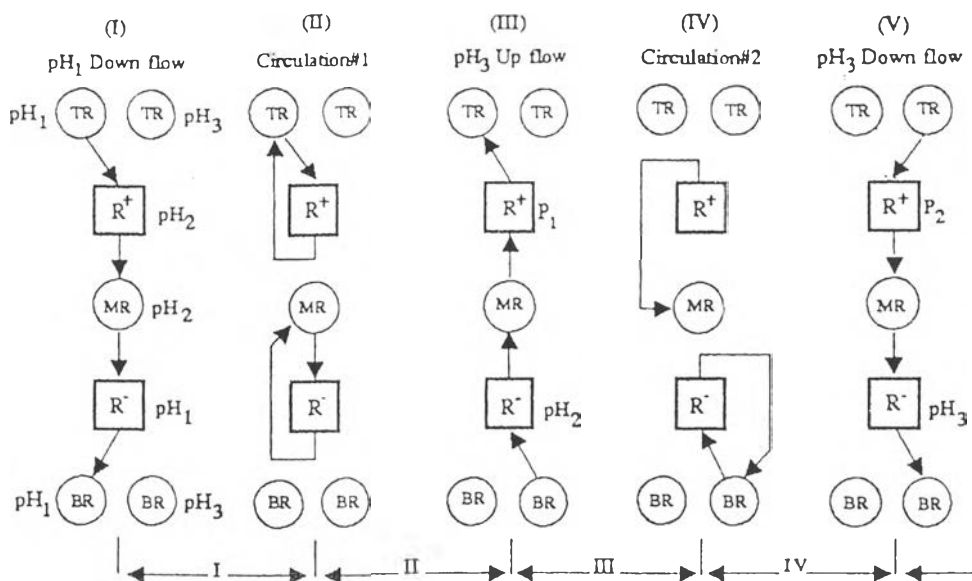 (I) (II) (III) (IV) (V)
pH1 Down flow Circulation#1 pH3 Up flow Circulation#2 pH3 Down flow
pH1 TR TR pH3 TR TR TR TR TR TR TR TR
R+ pH2 R+ R+ P1 R+ R+ P2
MR pH2 MR MR MR MR
R- pH1 R- R- pH2 R- R- pH3
pH1 BR BR pH3 BR BR BR BR BR BR BR BR
I II III IV